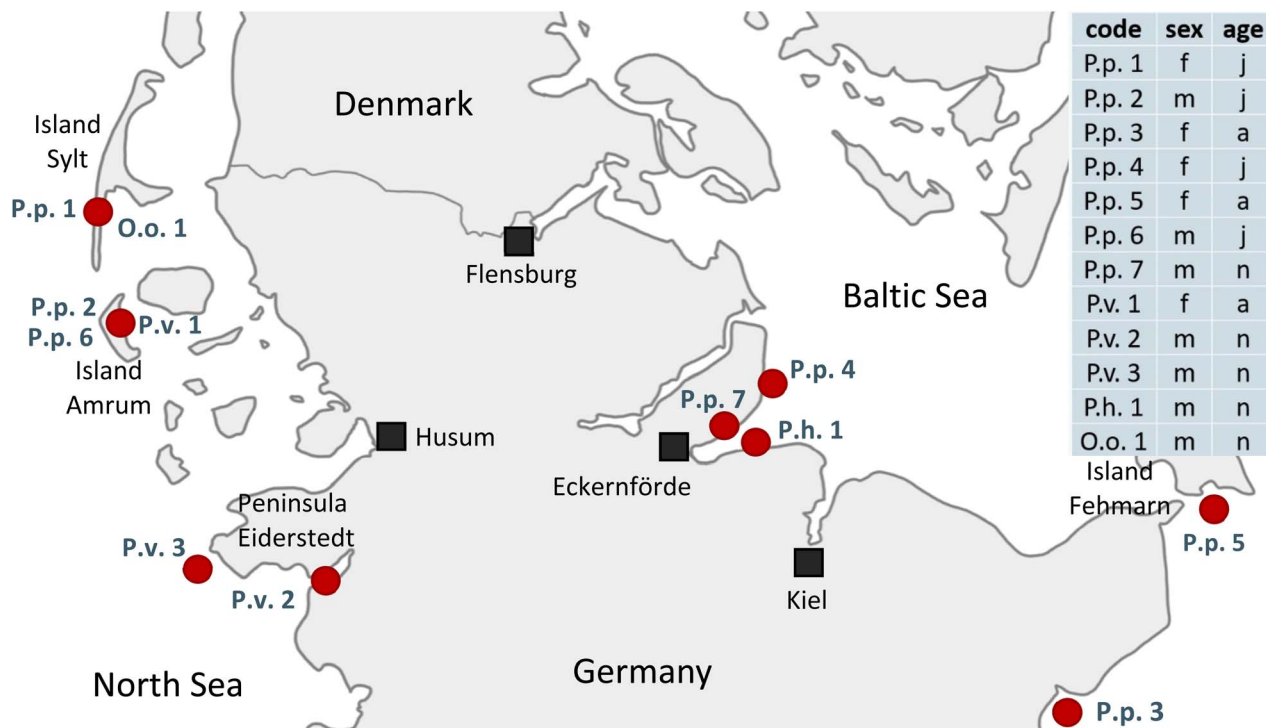 Denmark
Island
Sylt
P.p. 1
O.o. 1
Flensburg
Baltic Sea
P.p. 2
P.p. 6
P.v. 1
Island
Amrum
P.p. 4
P.p. 7
P.h. 1
Husum
Eckernförde
Peninsula
Eiderstedt
P.v. 3
P.v. 2
Kiel
Island
Fehmarn
P.p. 5
North Sea
Germany
P.p. 3
code sex age
P.p. 1 f j
P.p. 2 m j
P.p. 3 f a
P.p. 4 f j
P.p. 5 f a
P.p. 6 m j
P.p. 7 m n
P.v. 1 f a
P.v. 2 m n
P.v. 3 m n
P.h. 1 m n
O.o. 1 m n